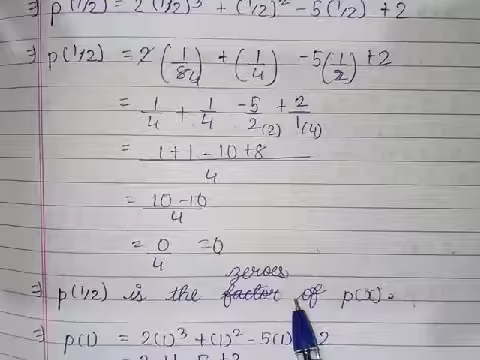 ⇒ p(1/2) = 2(1/2)³ + (1/2)² - 5(1/2) + 2
⇒ p(1/2) = 2(1/84) + (1/4) - 5(1/2) + 2
= 1/4 + 1/4 -5/2(2) + 2/1(4)
= 1+1-10+8/4
= 10-10/4
= 0/4 = 0
zeroes
⇒ p(1/2) is the factor of p(x).
⇒ p(1) = 2(1)³ + (1)² - 5(1) 2